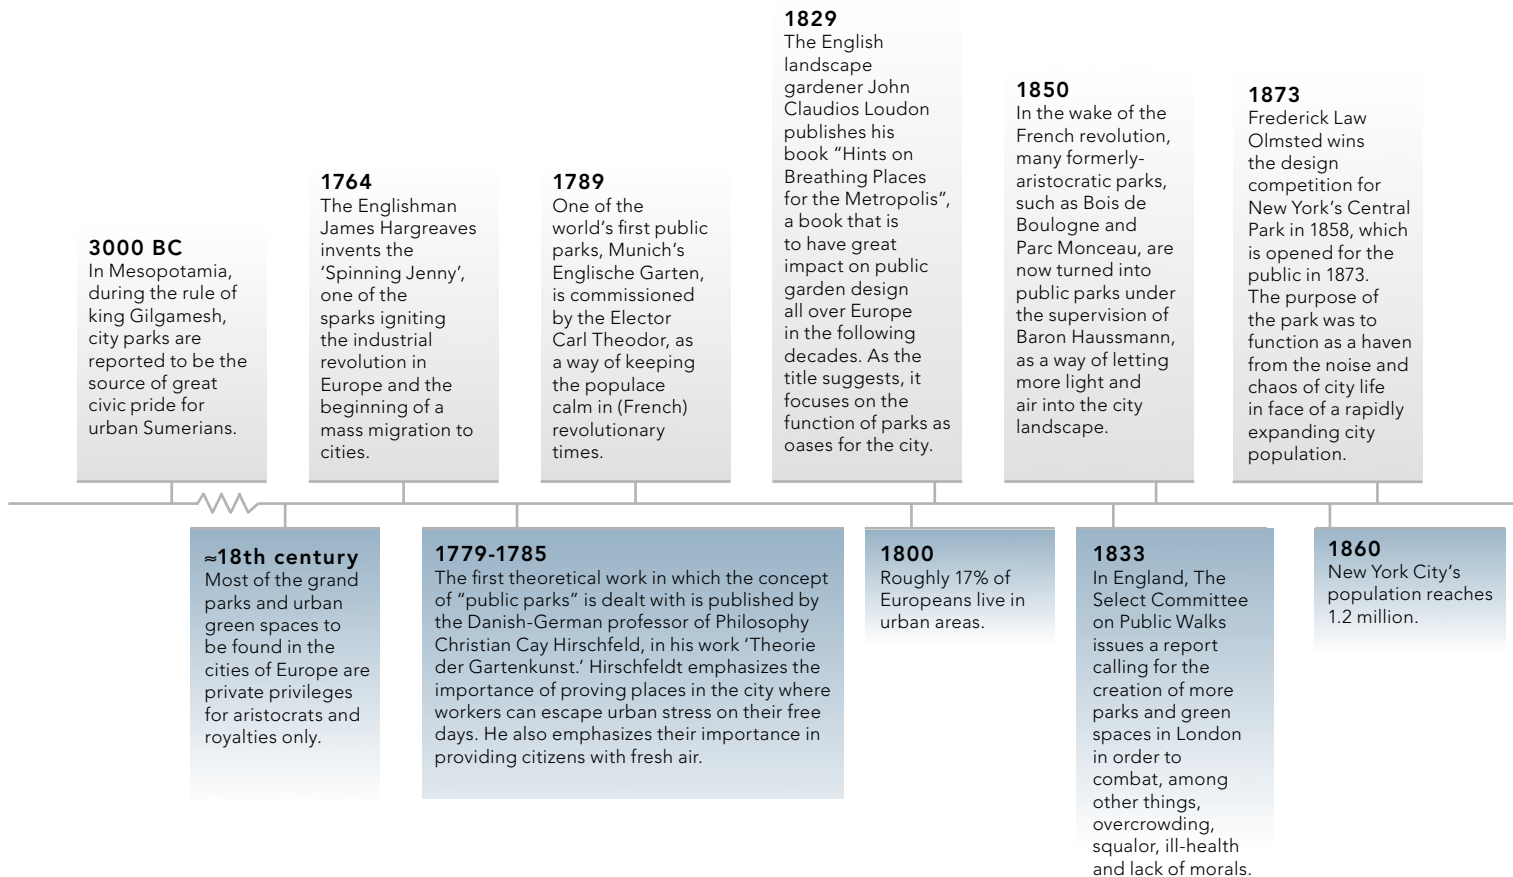 3000 BC
In Mesopotamia,
during the rule of
king Gilgamesh,
city parks are
reported to be the
source of great
civic pride for
urban Sumerians.
≈18th century
Most of the grand
parks and urban
green spaces to
be found in the
cities of Europe are
private privileges
for aristocrats and
royalties only.
1764
The Englishman
James Hargreaves
invents the
‘Spinning Jenny’,
one of the
sparks igniting
the industrial
revolution in
Europe and the
beginning of a
mass migration to
cities.
1779-1785
The first theoretical work in which the concept
of “public parks” is dealt with is published by
the Danish-German professor of Philosophy
Christian Cay Hirschfeld, in his work ‘Theorie
der Gartenkunst.’ Hirschfeldt emphasizes the
importance of proving places in the city where
workers can escape urban stress on their free
days. He also emphasizes their importance in
providing citizens with fresh air.
1789
One of the
world’s first public
parks, Munich’s
Englische Garten,
is commissioned
by the Elector
Carl Theodor, as
a way of keeping
the populace
calm in (French)
revolutionary
times.
1800
Roughly 17% of
Europeans live in
urban areas.
1829
The English
landscape
gardener John
Claudios Loudon
publishes his
book “Hints on
Breathing Places
for the Metropolis”,
a book that is
to have great
impact on public
garden design
all over Europe
in the following
decades. As the
title suggests, it
focuses on the
function of parks as
oases for the city.
1833
In England, The
Select Committee
on Public Walks
issues a report
calling for the
creation of more
parks and green
spaces in London
in order to
combat, among
other things,
overcrowding,
squalor, ill-health
and lack of morals.
1850
In the wake of the
French revolution,
many formerly-
aristocratic parks,
such as Bois de
Boulogne and
Parc Monceau, are
now turned into
public parks under
the supervision of
Baron Haussmann,
as a way of letting
more light and
air into the city
landscape.
1860
New York City’s
population reaches
1.2 million.
1873
Frederick Law
Olmsted wins
the design
competition for
New York’s Central
Park in 1858, which
is opened for the
public in 1873.
The purpose of
the park was to
function as a haven
from the noise and
chaos of city life
in face of a rapidly
expanding city
population.